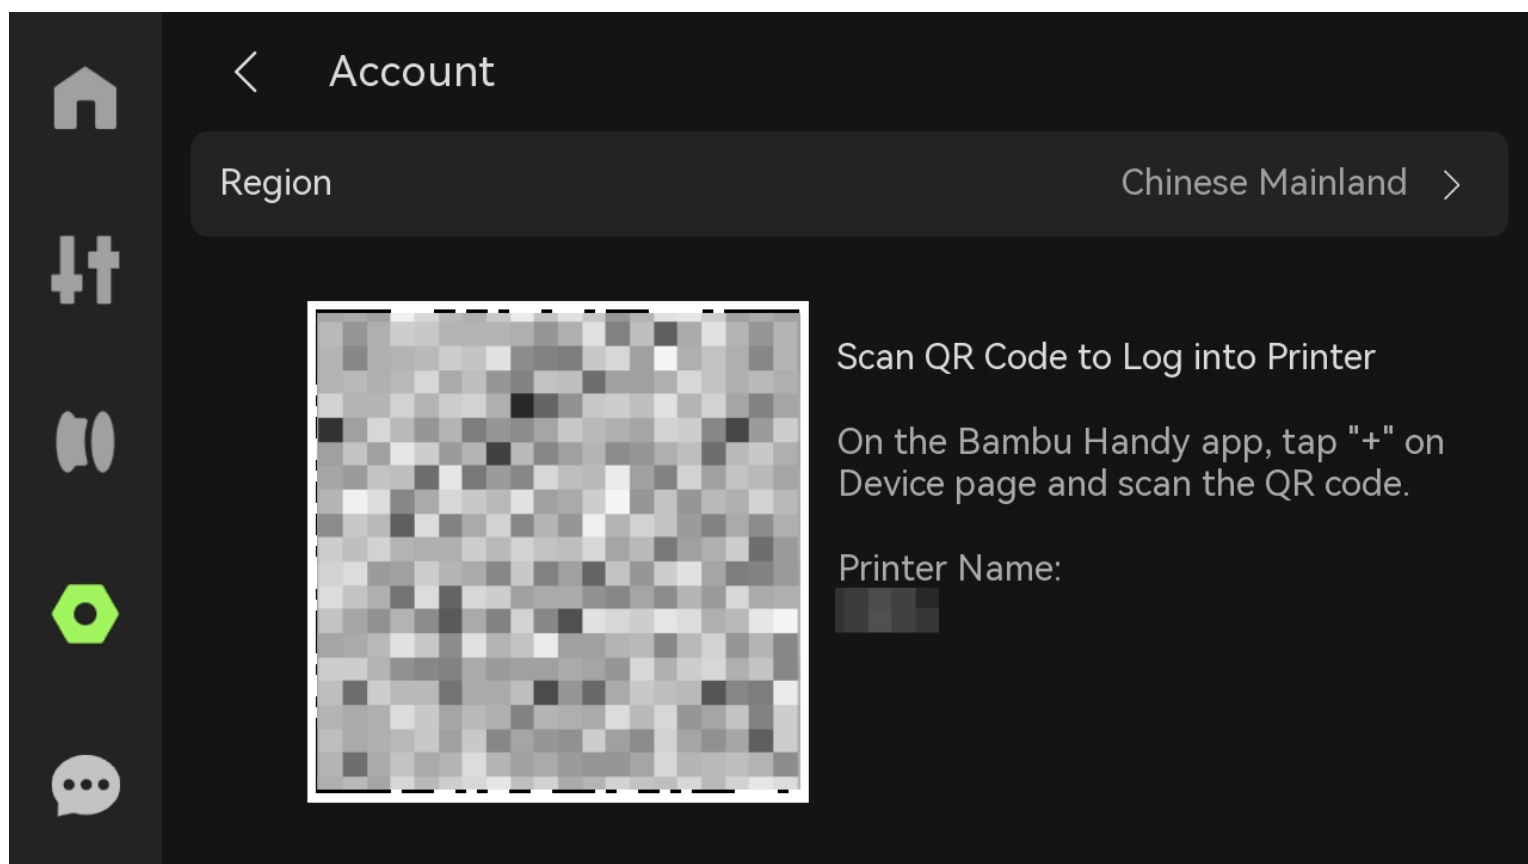 Account
Region
Chinese Mainland
Scan QR Code to Log into Printer
On the Bambu Handy app, tap "+" on
Device page and scan the QR code.
Printer Name: